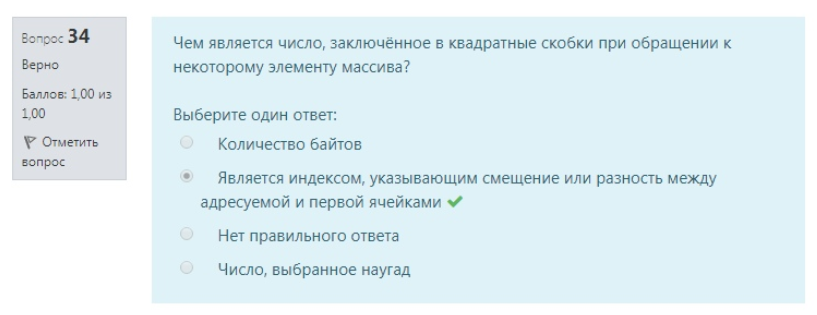 Вопрос 34
Верно
Баллов: 1,00 из
1,00
Отметить
вопрос
Чем является число, заключённое в квадратные скобки при обращении к
некоторому элементу массива?
Выберите один ответ:
Количество байтов
Является индексом, указывающим смещение или разность между
адресуемой и первой ячейками
Нет правильного ответа
Число, выбранное наугад